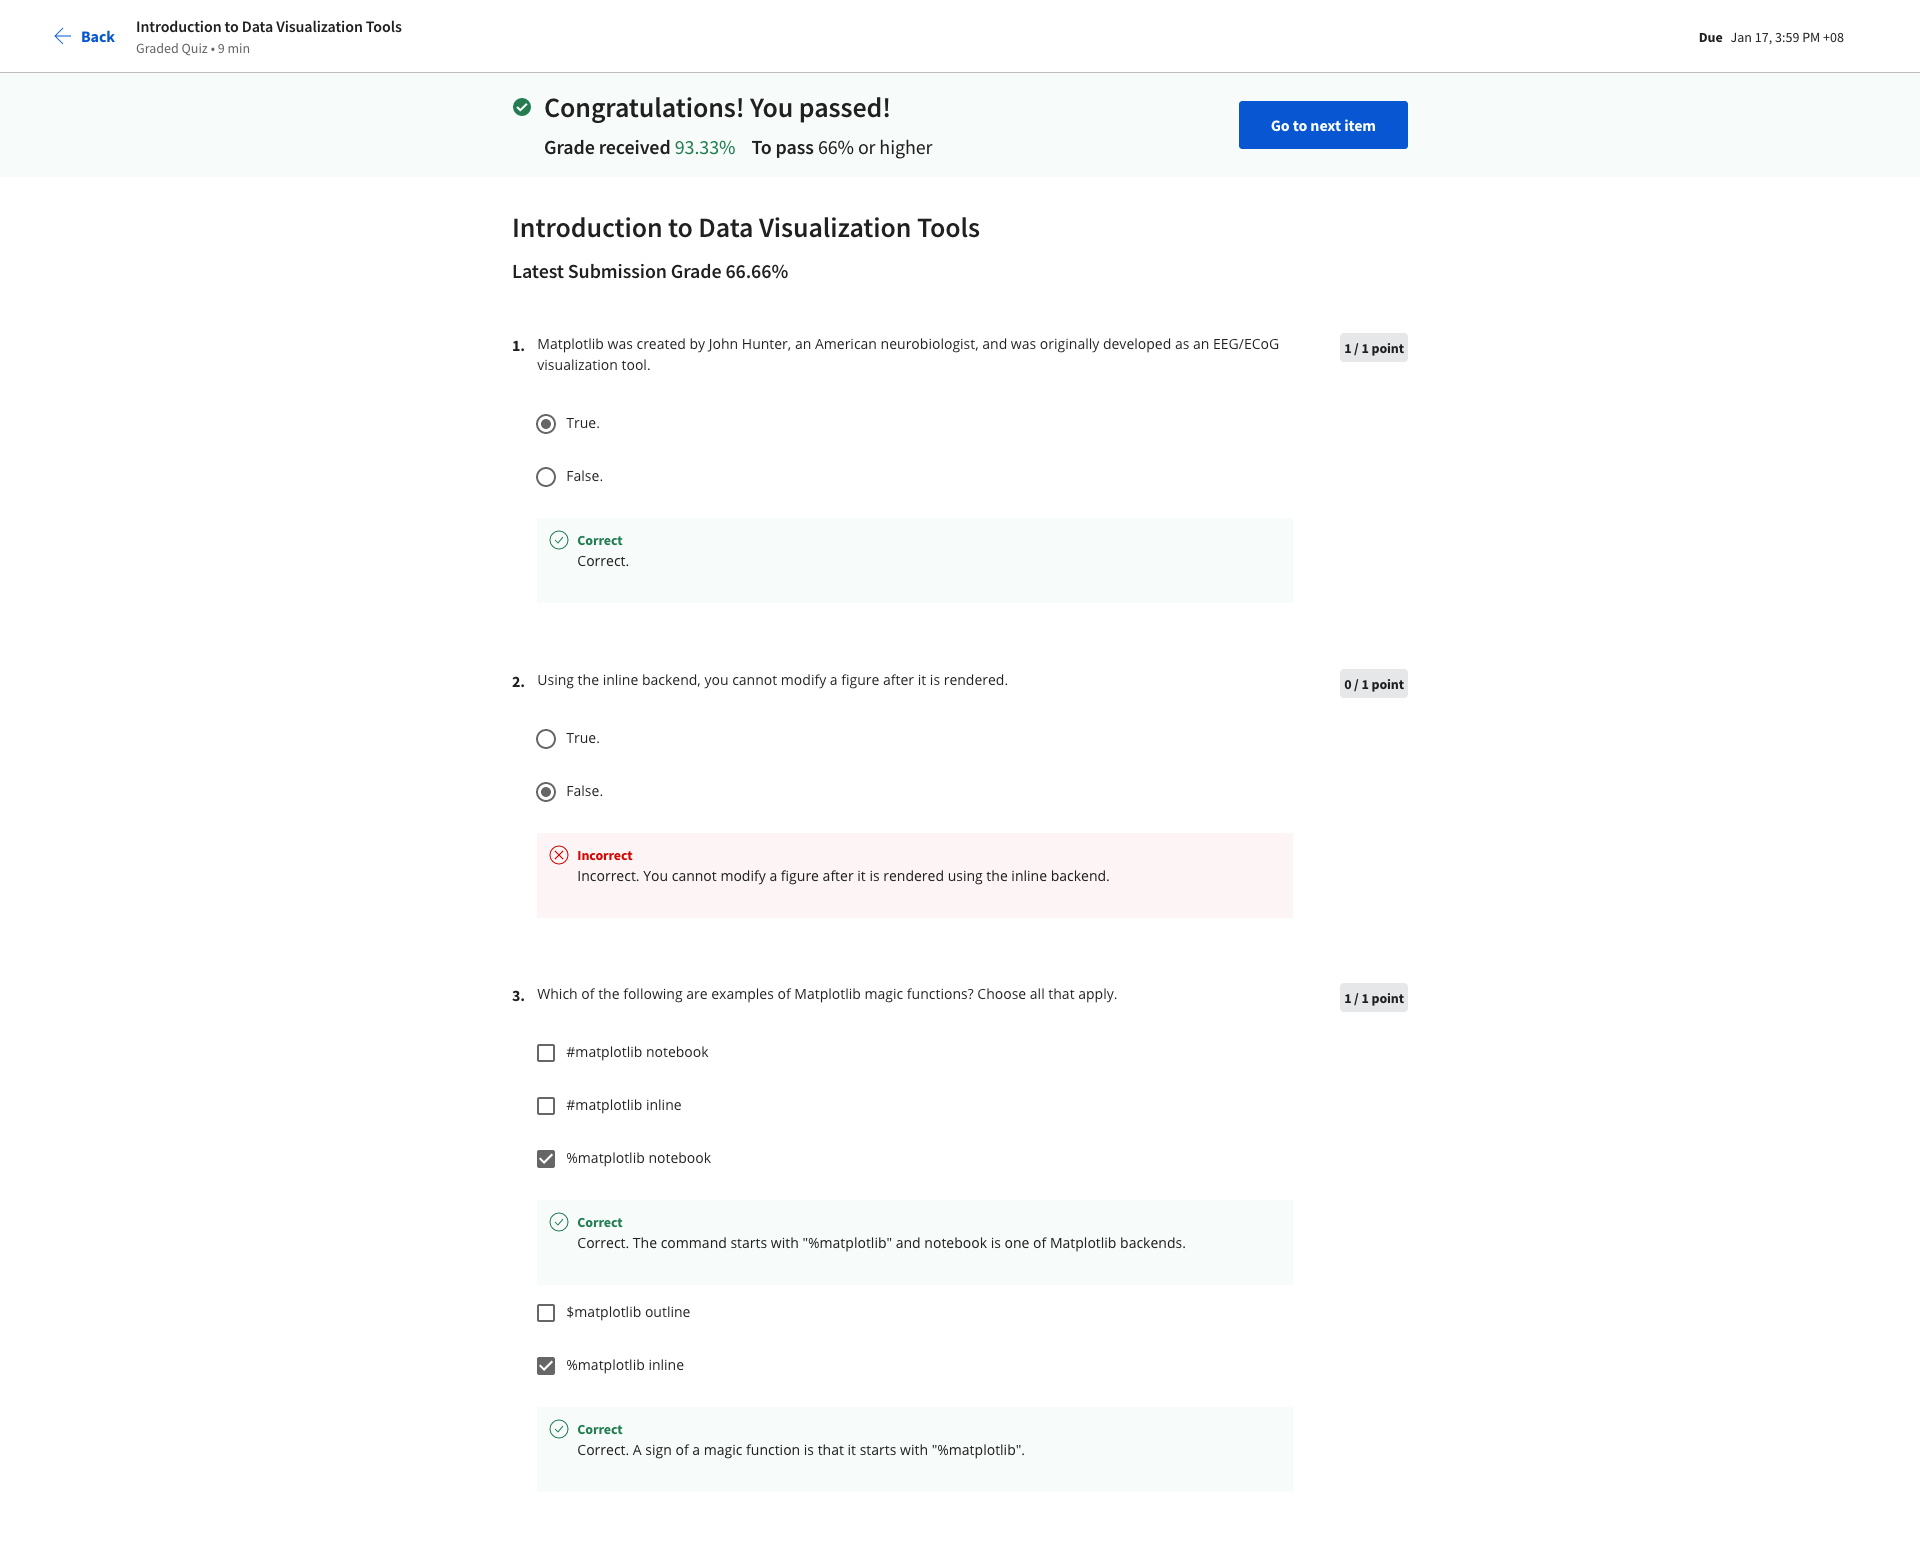 Back
Introduction to Data Visualization Tools
Graded Quiz • 9 min
Due Jan 17, 3:59 PM +08
Congratulations! You passed!
Grade received 93.33% To pass 66% or higher
Go to next item
Introduction to Data Visualization Tools
Latest Submission Grade 66.66%
1. Matplotlib was created by John Hunter, an American neurobiologist, and was originally developed as an EEG/ECoG
visualization tool.
1 / 1 point
True.
False.
Correct
Correct.
2. Using the inline backend, you cannot modify a figure after it is rendered.
0 / 1 point
True.
False.
Incorrect
Incorrect. You cannot modify a figure after it is rendered using the inline backend.
3. Which of the following are examples of Matplotlib magic functions? Choose all that apply.
1 / 1 point
#matplotlib notebook
#matplotlib inline
%matplotlib notebook
Correct
Correct. The command starts with "%matplotlib" and notebook is one of Matplotlib backends.
$matplotlib outline
%matplotlib inline
Correct
Correct. A sign of a magic function is that it starts with "%matplotlib".